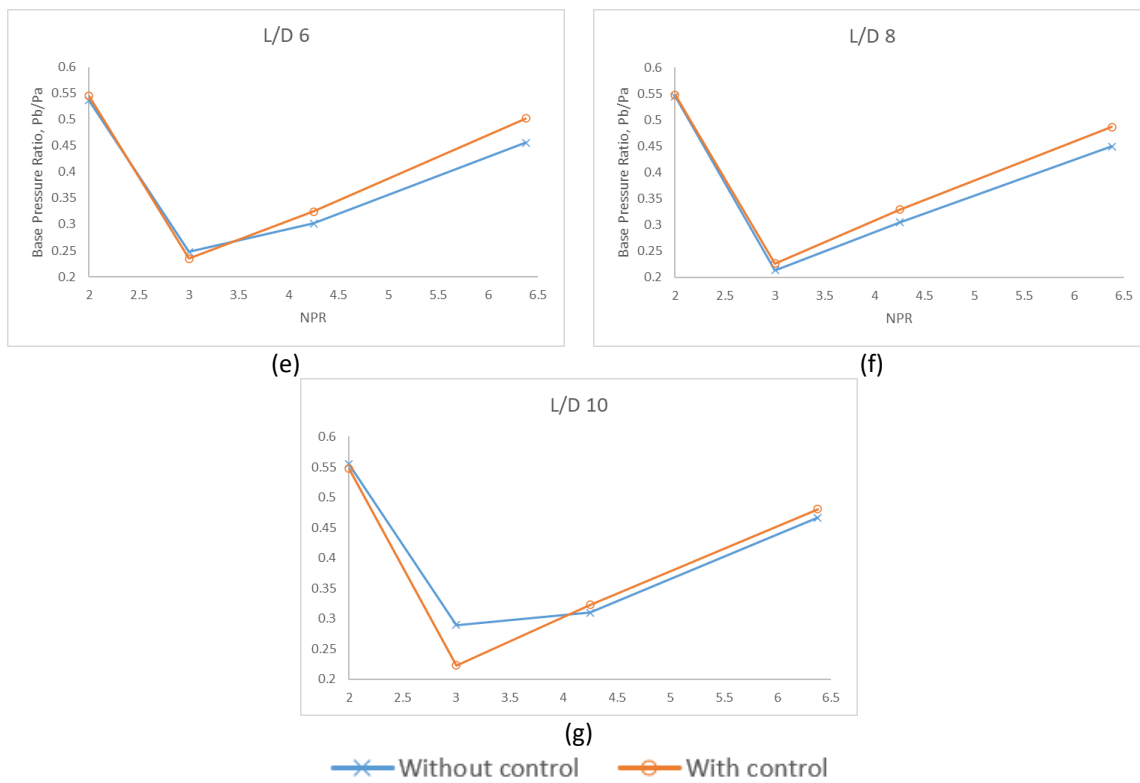 L/D 6
Base Pressure Ratio, Pb/Pa
0.6
0.55
0.5
0.45
0.4
0.35
0.3
0.25
0.2
2 2.5 3 3.5 4 4.5 5 5.5 6 6.5
NPR
(e)
L/D 8
Base Pressure Ratio, Pb/Pa
0.6
0.55
0.5
0.45
0.4
0.35
0.3
0.25
0.2
2 2.5 3 3.5 4 4.5 5 5.5 6 6.5
NPR
(f)
L/D 10
0.6
0.55
0.5
0.45
0.4
0.35
0.3
0.25
0.2
2 2.5 3 3.5 4 4.5 5 5.5 6 6.5
(g)
Without control With control